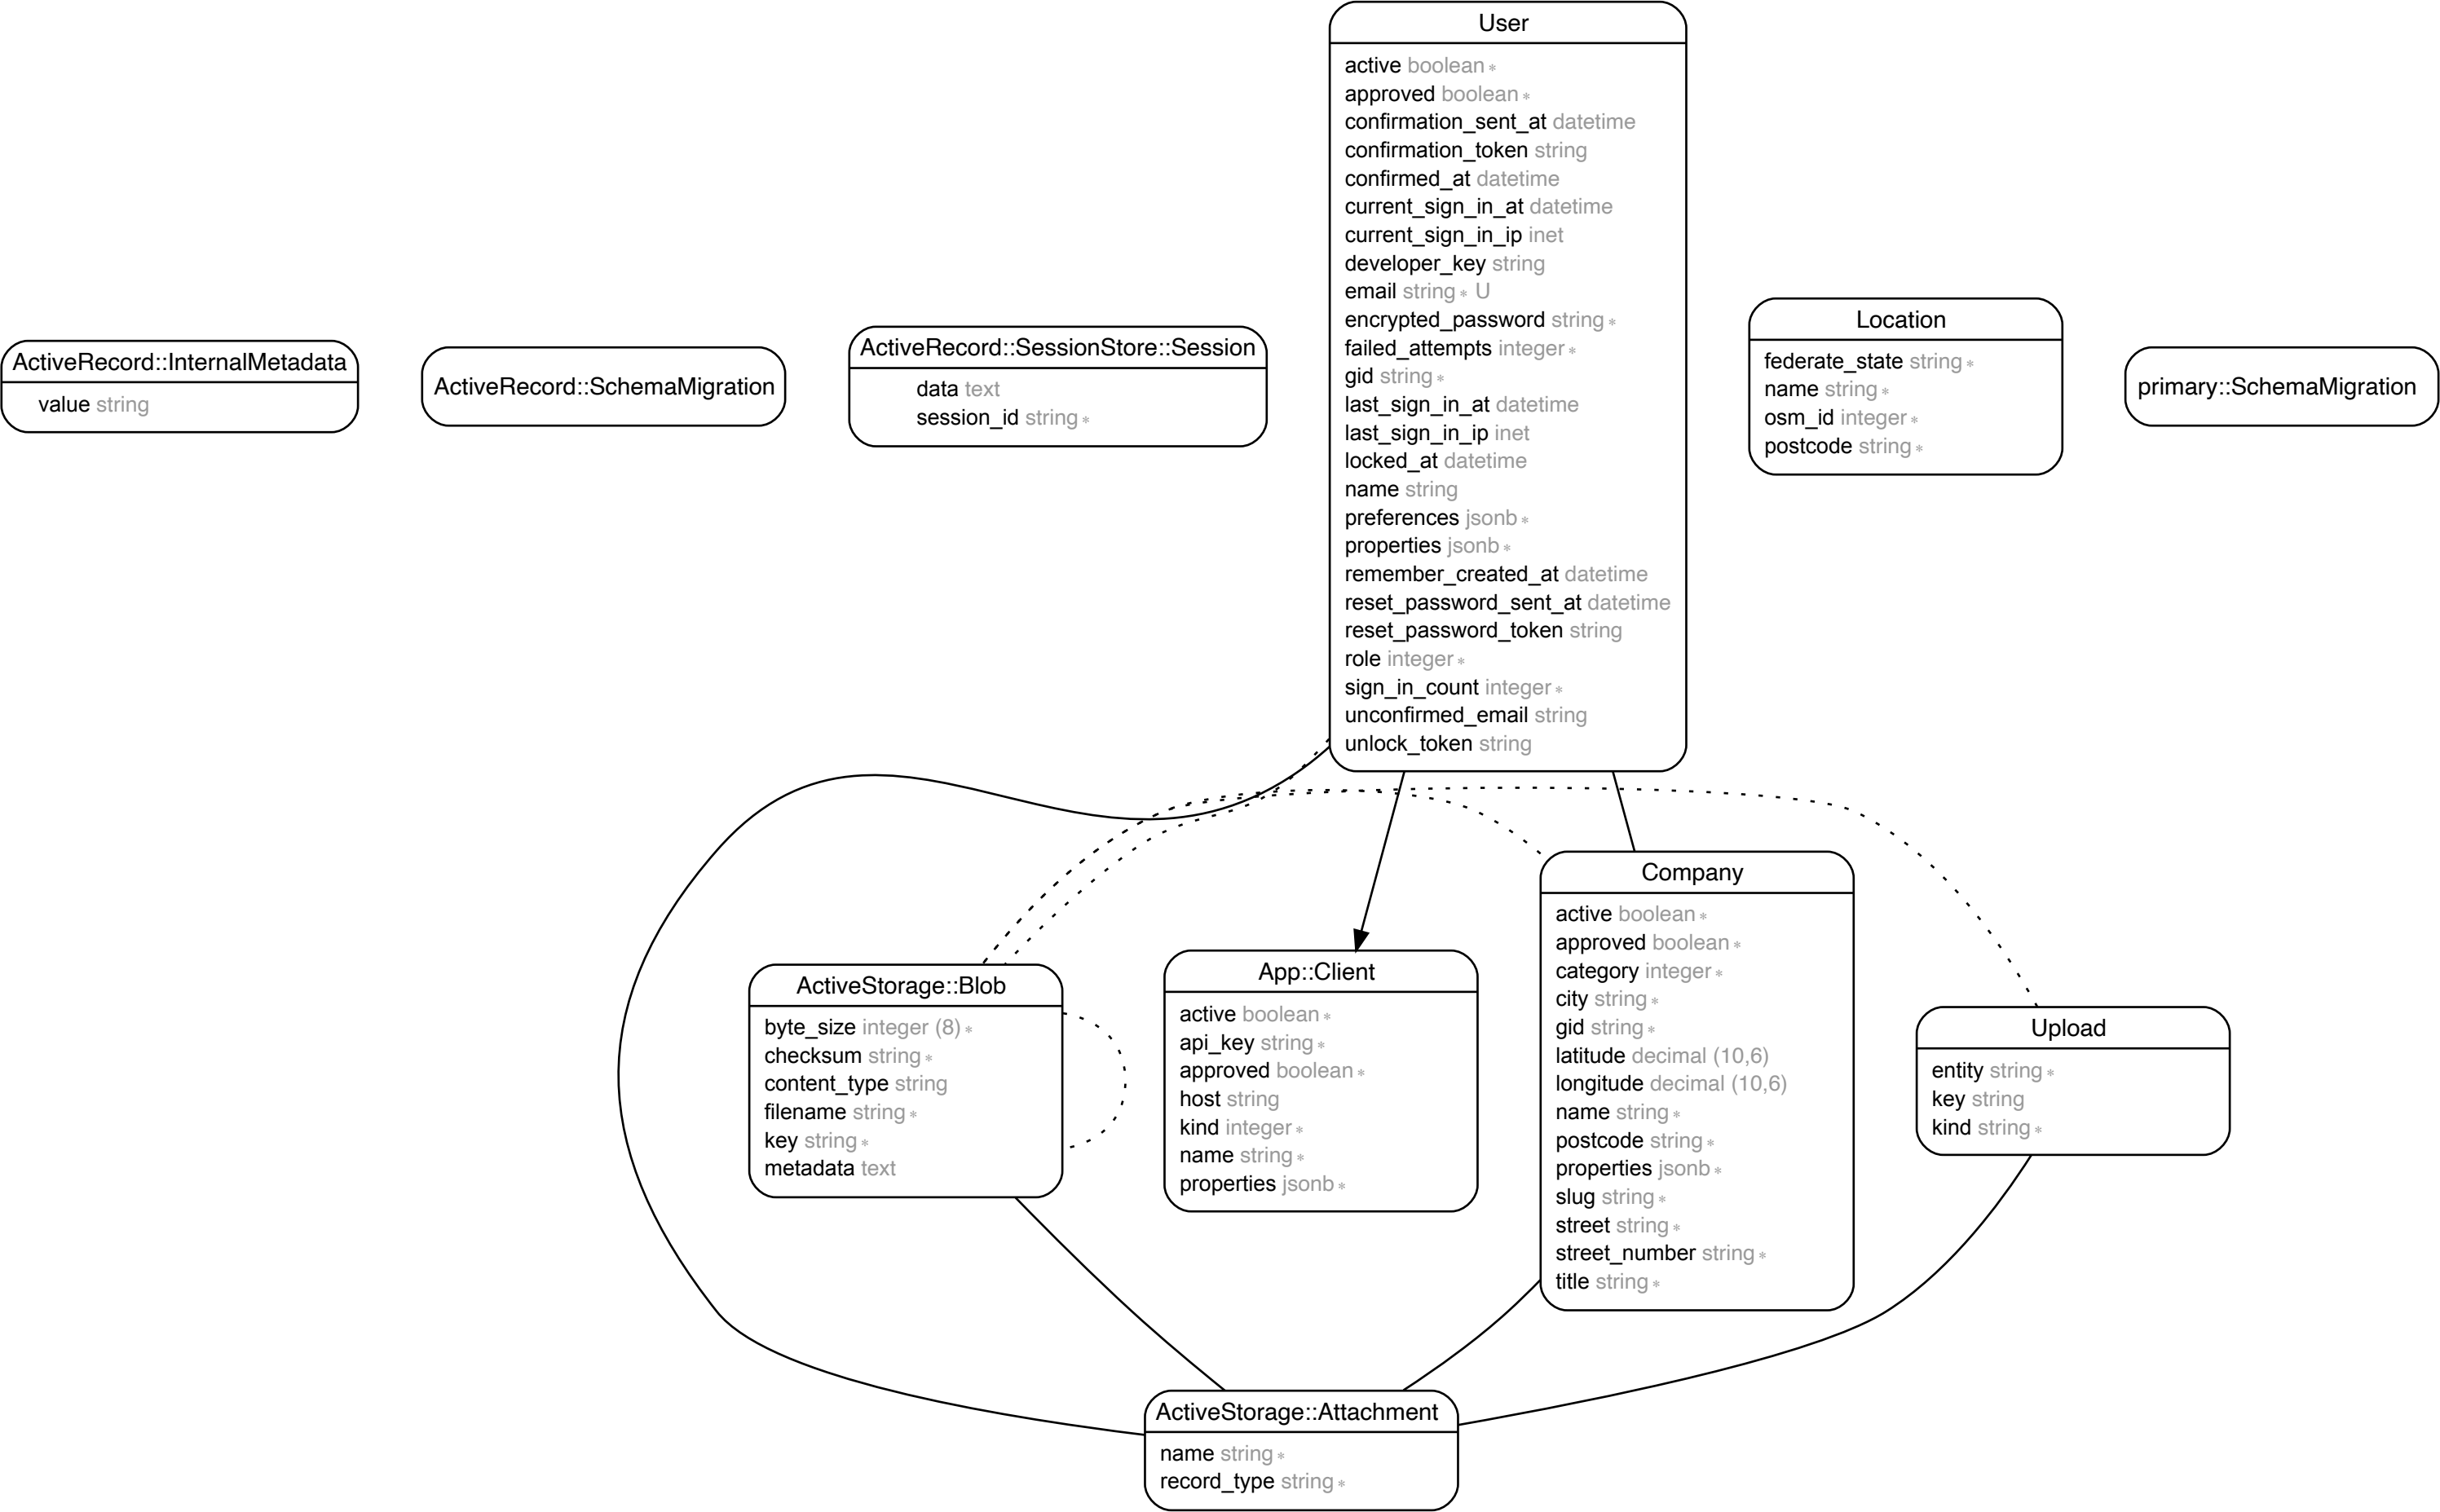 User
active boolean ∗
approved boolean ∗
confirmation_sent_at datetime
confirmation_token string
confirmed_at datetime
current_sign_in_at datetime
current_sign_in_ip inet
developer_key string
email string ∗ U
encrypted_password string ∗
failed_attempts integer ∗
gid string ∗
last_sign_in_at datetime
last_sign_in_ip inet
locked_at datetime
name string
preferences jsonb ∗
properties jsonb ∗
remember_created_at datetime
reset_password_sent_at datetime
reset_password_token string
role integer ∗
sign_in_count integer ∗
unconfirmed_email string
unlock_token string
ActiveRecord::InternalMetadata
value string
ActiveRecord::SchemaMigration
ActiveRecord::SessionStore::Session
data text
session_id string ∗
Location
federate_state string ∗
name string ∗
osm_id integer ∗
postcode string ∗
primary::SchemaMigration
ActiveStorage::Blob
byte_size integer (8) ∗
checksum string ∗
content_type string
filename string ∗
key string ∗
metadata text
App::Client
active boolean ∗
api_key string ∗
approved boolean ∗
host string
kind integer ∗
name string ∗
properties jsonb ∗
Company
active boolean ∗
approved boolean ∗
category integer ∗
city string ∗
gid string ∗
latitude decimal (10,6)
longitude decimal (10,6)
name string ∗
postcode string ∗
properties jsonb ∗
slug string ∗
street string ∗
street_number string ∗
title string ∗
Upload
entity string ∗
key string
kind string ∗
ActiveStorage::Attachment
name string ∗
record_type string ∗